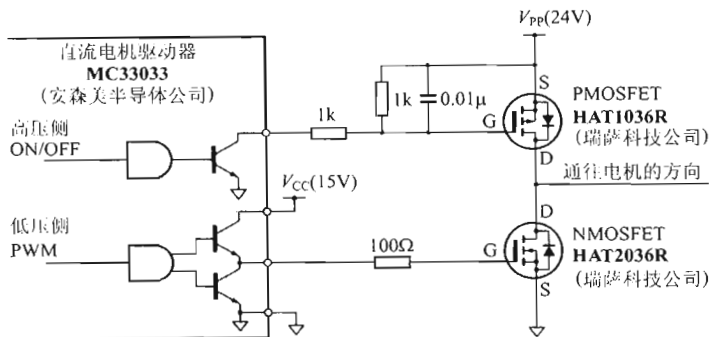 直流电机驱动器
MC33033
(安森美半导体公司)
高压侧
ON/OFF
低压侧
PWM
VCC(15V)
1k
1k
0.01μ
100Ω
VPP(24V)
S
G
D
PMOSFET
HAT1036R
(瑞萨科技公司)
通往电机的方向
D
G
S
NMOSFET
HAT2036R
(瑞萨科技公司)